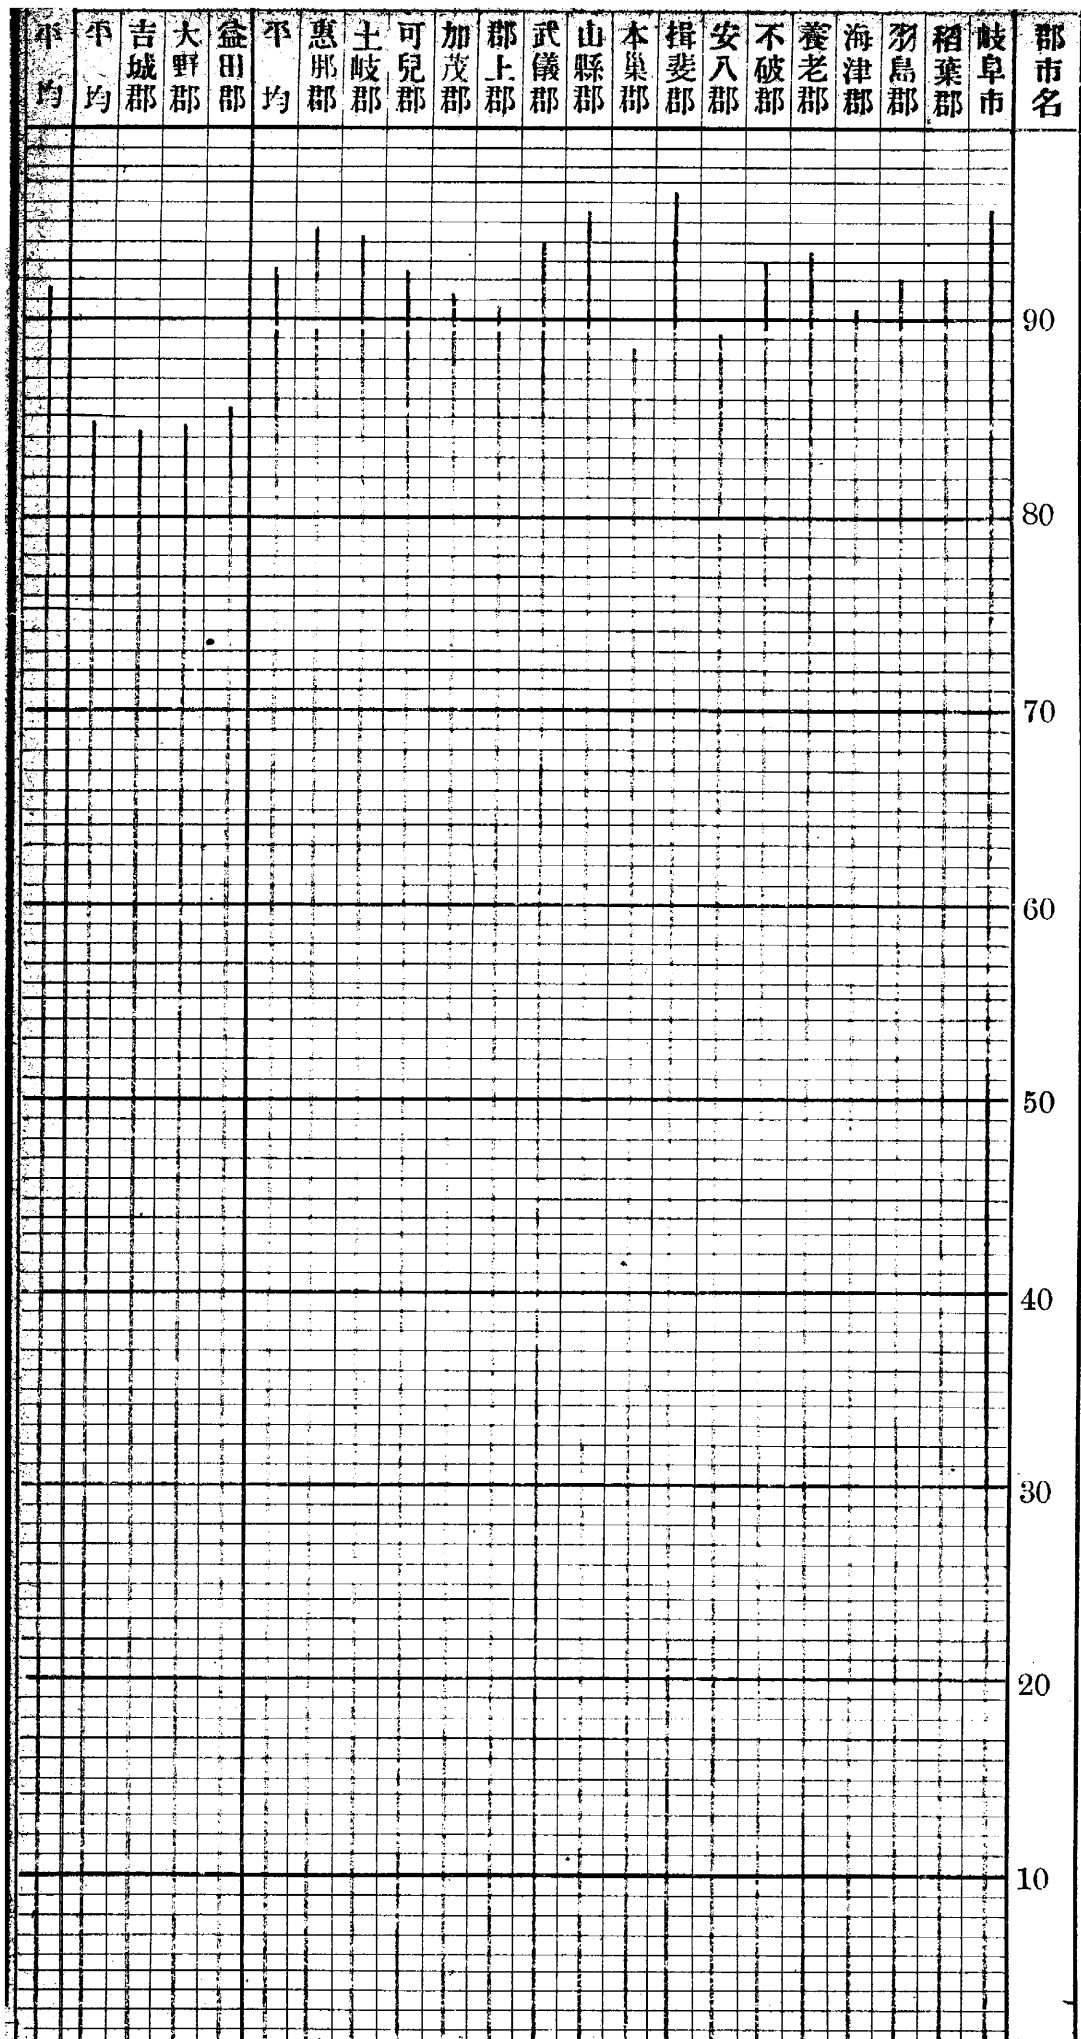 郡市名
岐阜市
稻葉郡
羽島郡
海津郡
養老郡
不破郡
安八郡
揖斐郡
本巢郡
山縣郡
武儀郡
郡上郡
加茂郡
可兒郡
土岐郡
惠那郡
平均
益田郡
大野郡
吉城郡
平均
平均
90
80
70
60
50
40
30
20
10